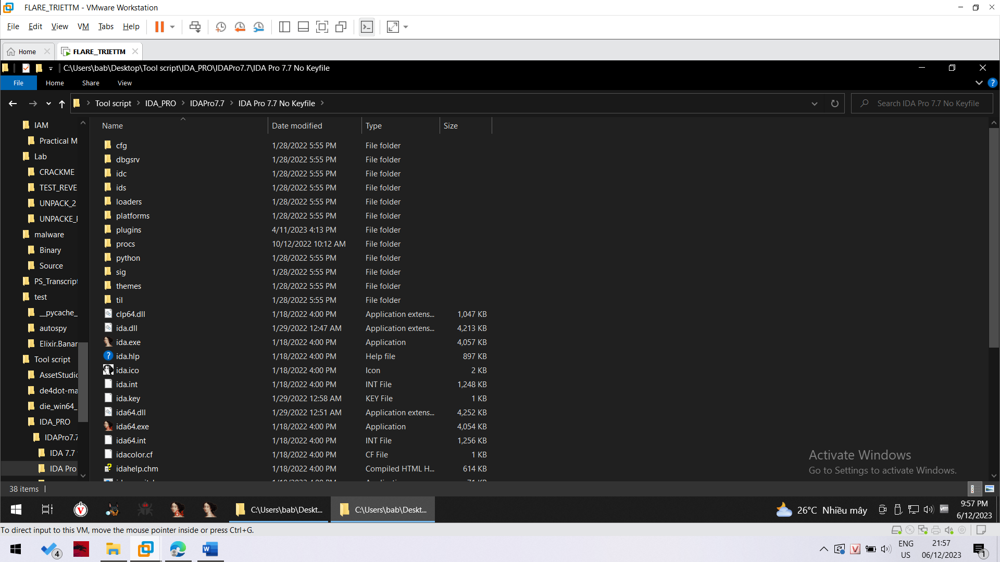 FLARE_TRIETTM - VMware Workstation
File Edit View VM Tabs Help
Home FLARE_TRIETTM
C:\Users\bab\Desktop\Tool script\IDA_PRO\IDAPro7.7\IDA Pro 7.7 No Keyfile
File Home Share View
Tool script IDA_PRO IDAPro7.7 IDA Pro 7.7 No Keyfile
Search IDA Pro 7.7 No Keyfile
IAM
Practical M
Lab
CRACKME
TEST_REVE
UNPACK_2
UNPACKE_
malware
Binary
Source
PS_Transcript
test
__pycache_
autospy
Elixir.Banar
Tool script
AssetStudio
de4dot-ma
die_win64_
IDA_PRO
IDAPro7.7
IDA 7.7
IDA Pro
Name Date modified Type Size
cfg 1/28/2022 5:55 PM File folder
dbgsrv 1/28/2022 5:55 PM File folder
idc 1/28/2022 5:55 PM File folder
ids 1/28/2022 5:55 PM File folder
loaders 1/28/2022 5:55 PM File folder
platforms 1/28/2022 5:55 PM File folder
plugins 4/11/2023 4:13 PM File folder
procs 10/12/2022 10:12 AM File folder
python 1/28/2022 5:55 PM File folder
sig 1/28/2022 5:55 PM File folder
themes 1/28/2022 5:55 PM File folder
til 1/28/2022 5:55 PM File folder
clp64.dll 1/18/2022 4:00 PM Application extens... 1,047 KB
ida.dll 1/29/2022 12:47 AM Application extens... 4,213 KB
ida.exe 1/18/2022 4:00 PM Application 4,057 KB
ida.hlp 1/18/2022 4:00 PM Help file 897 KB
ida.ico 1/18/2022 4:00 PM Icon 2 KB
ida.int 1/18/2022 4:00 PM INT File 1,248 KB
ida.key 1/29/2022 12:58 AM KEY File 1 KB
ida64.dll 1/29/2022 12:51 AM Application extens... 4,252 KB
ida64.exe 1/18/2022 4:00 PM Application 4,054 KB
ida64.int 1/18/2022 4:00 PM INT File 1,256 KB
idacolor.cf 1/18/2022 4:00 PM CF File 1 KB
idahelp.chm 1/18/2022 4:00 PM Compiled HTML H... 614 KB
Activate Windows
Go to Settings to activate Windows.
38 items
64
C:\Users\bab\Deskt... C:\Users\bab\Deskt...
26°C Nhiều mây
vm
9:57 PM
6/12/2023
To direct input to this VM, move the mouse pointer inside or press Ctrl+G.
4
ENG
US
21:57
06/12/2023
1